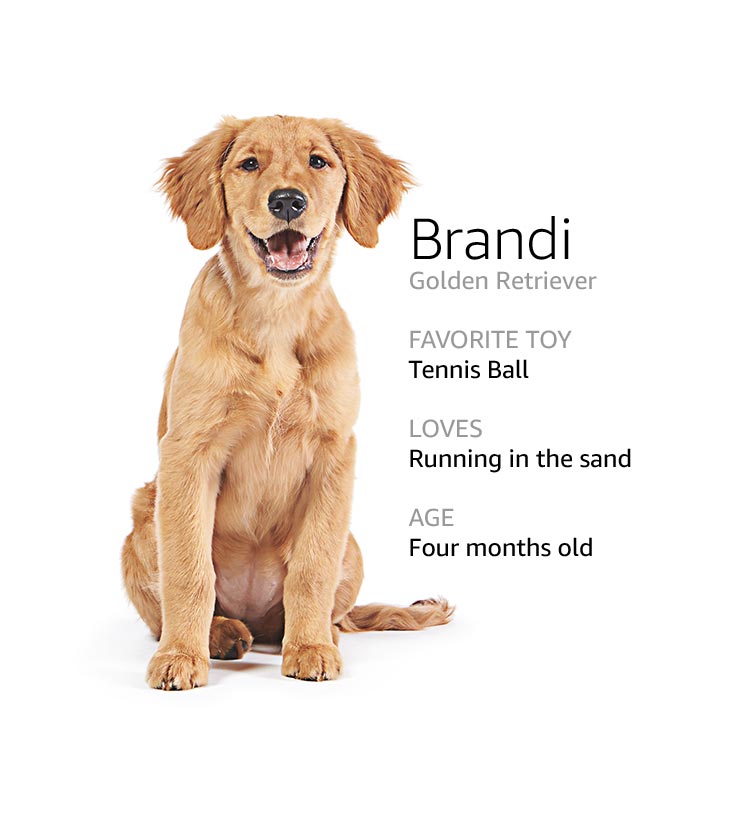 Brandi
Golden Retriever
FAVORITE TOY
Tennis Ball
LOVES
Running in the sand
AGE
Four months old